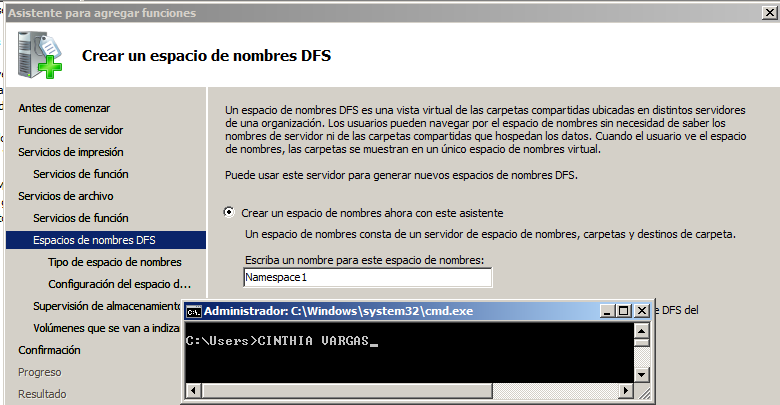 Asistente para agregar funciones
Crear un espacio de nombres DFS
Antes de comenzar
Funciones de servidor
Servicios de impresión
Servicios de función
Servicios de archivo
Servicios de función
Espacios de nombres DFS
Tipo de espacio de nombres
Configuración del espacio d...
Supervisión de almacenamiento
Volúmenes que se van a indiza
Confirmación
Progreso
Resultado
Un espacio de nombres DFS es una vista virtual de las carpetas compartidas ubicadas en distintos servidores
de una organización. Los usuarios pueden navegar por el espacio de nombres sin necesidad de saber los
nombres de servidor ni de las carpetas compartidas que hospedan los datos. Cuando el usuario ve el espacio
de nombres, las carpetas se muestran en un único espacio de nombres virtual.
Puede usar este servidor para generar nuevos espacios de nombres DFS.
Crear un espacio de nombres ahora con este asistente
Un espacio de nombres consta de un servidor de espacio de nombres, carpetas y destinos de carpeta.
Escriba un nombre para este espacio de nombres:
Namespace1
e DFS del
Administrador: C:\Windows\system32\cmd.exe
C:\Users>CINTHIA VARGAS_